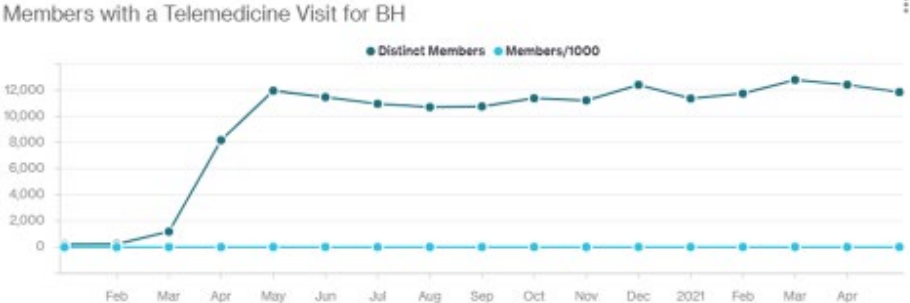 Members with a Telemedicine Visit for BH
Distinct Members Members/1000
12,000
10,000
8,000
6,000
4,000
2,000
0
Feb Mar Apr May Jun Jul Aug Sep Oct Nov Dec 2021 Feb Mar Apr